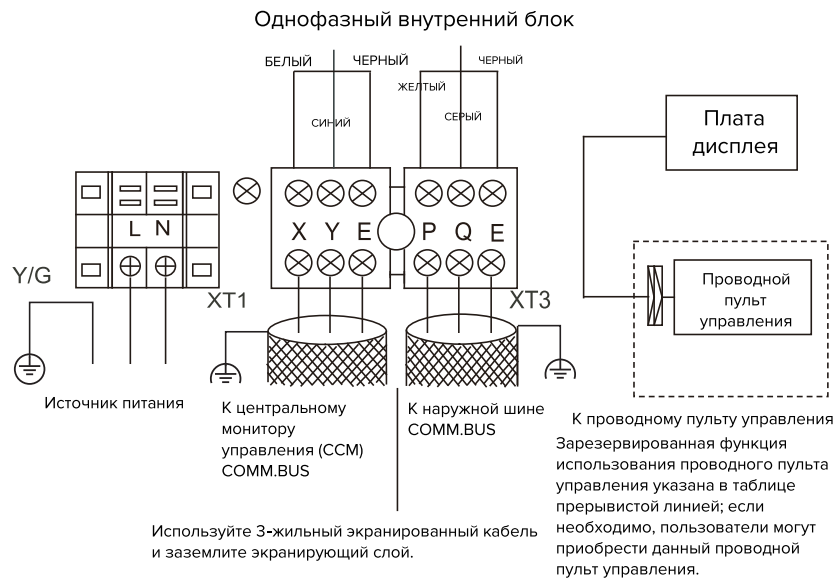 Однофазный внутренний блок
БЕЛЫЙ
ЧЕРНЫЙ
ЧЕРНЫЙ
ЖЕЛТЫЙ
СИНИЙ
СЕРЫЙ
Плата
дисплея
L N
X Y E
P Q E
Y/G
XT1
XT3
Проводной
пульт
управления
Источник питания
К центральному
монитору
управления (CCM)
COMM.BUS
К наружной шине
COMM.BUS
К проводному пульту управления
Зарезервированная функция
использования проводного пульта
управления указана в таблице
прерывистой линией; если
необходимо, пользователи могут
приобрести данный проводной
пульт управления.
Используйте 3-жильный экранированный кабель
и заземлите экранирующий слой.